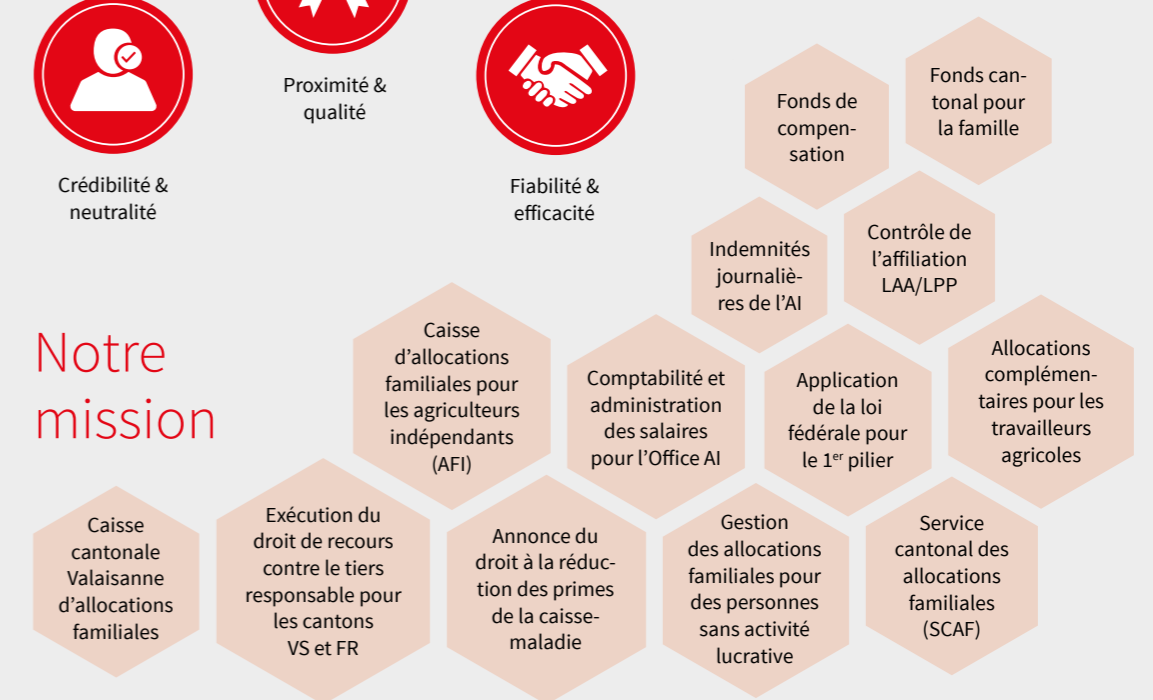 Proximité &
qualité
Crédibilité &
neutralité
Fiabilité &
efficacité
Fonds de
compen-
sation
Fonds can-
tonal pour
la famille
Indemnités
journaliè-
res de l'AI
Contrôle de
l'affiliation
LAA/LPP
Notre
mission
Caisse
d'allocations
familiales pour
les agriculteurs
indépendants
(AFI)
Comptabilité et
administration
des salaires
pour l'Office AI
Application
de la loi
fédérale pour
le 1er pilier
Allocations
complémen-
taires pour les
travailleurs
agricoles
Caisse
cantonale
Valaisanne
d'allocations
familiales
Exécution du
droit de recours
contre le tiers
responsable pour
les cantons
VS et FR
Annonce du
droit à la réduc-
tion des primes
de la caisse-
maladie
Gestion
des allocations
familiales pour
des personnes
sans activité
lucrative
Service
cantonal des
allocations
familiales
(SCAF)